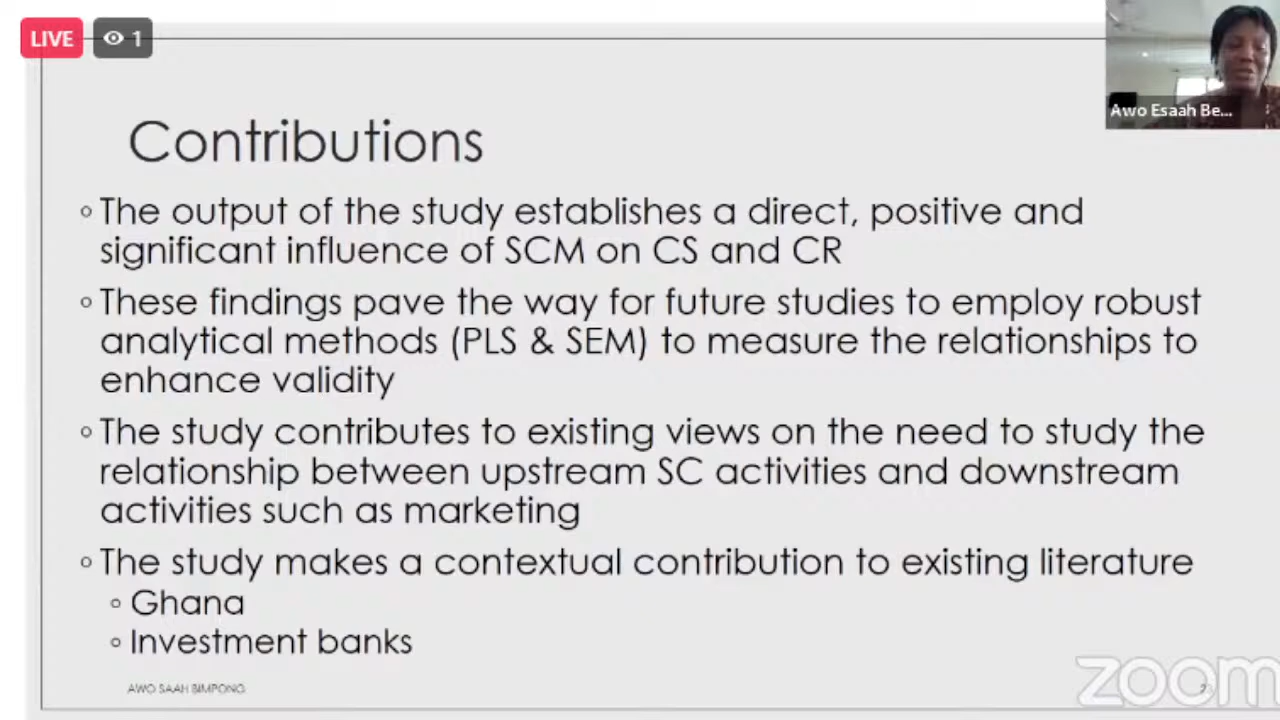 LIVE
1
Awo Esaah Be...
Contributions
◦ The output of the study establishes a direct, positive and
significant influence of SCM on CS and CR
◦ These findings pave the way for future studies to employ robust
analytical methods (PLS & SEM) to measure the relationships to
enhance validity
◦ The study contributes to existing views on the need to study the
relationship between upstream SC activities and downstream
activities such as marketing
◦ The study makes a contextual contribution to existing literature
◦ Ghana
◦ Investment banks
AWO SAAH BIMPONG
zoom